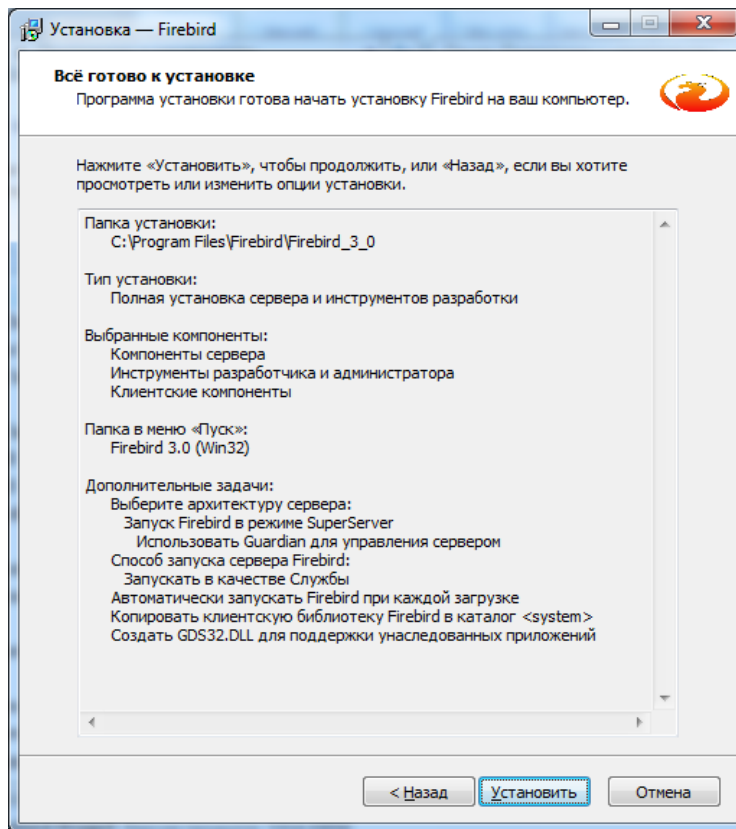 Установка — Firebird
Всё готово к установке
Программа установки готова начать установку Firebird на ваш компьютер.
Нажмите «Установить», чтобы продолжить, или «Назад», если вы хотите
просмотреть или изменить опции установки.
Папка установки:
C:\Program Files\Firebird\Firebird_3_0
Тип установки:
Полная установка сервера и инструментов разработки
Выбранные компоненты:
Компоненты сервера
Инструменты разработчика и администратора
Клиентские компоненты
Папка в меню «Пуск»:
Firebird 3.0 (Win32)
Дополнительные задачи:
Выберите архитектуру сервера:
Запуск Firebird в режиме SuperServer
Использовать Guardian для управления сервером
Способ запуска сервера Firebird:
Запускать в качестве Службы
Автоматически запускать Firebird при каждой загрузке
Копировать клиентскую библиотеку Firebird в каталог <system>
Создать GDS32.DLL для поддержки унаследованных приложений
< Назад Установить Отмена